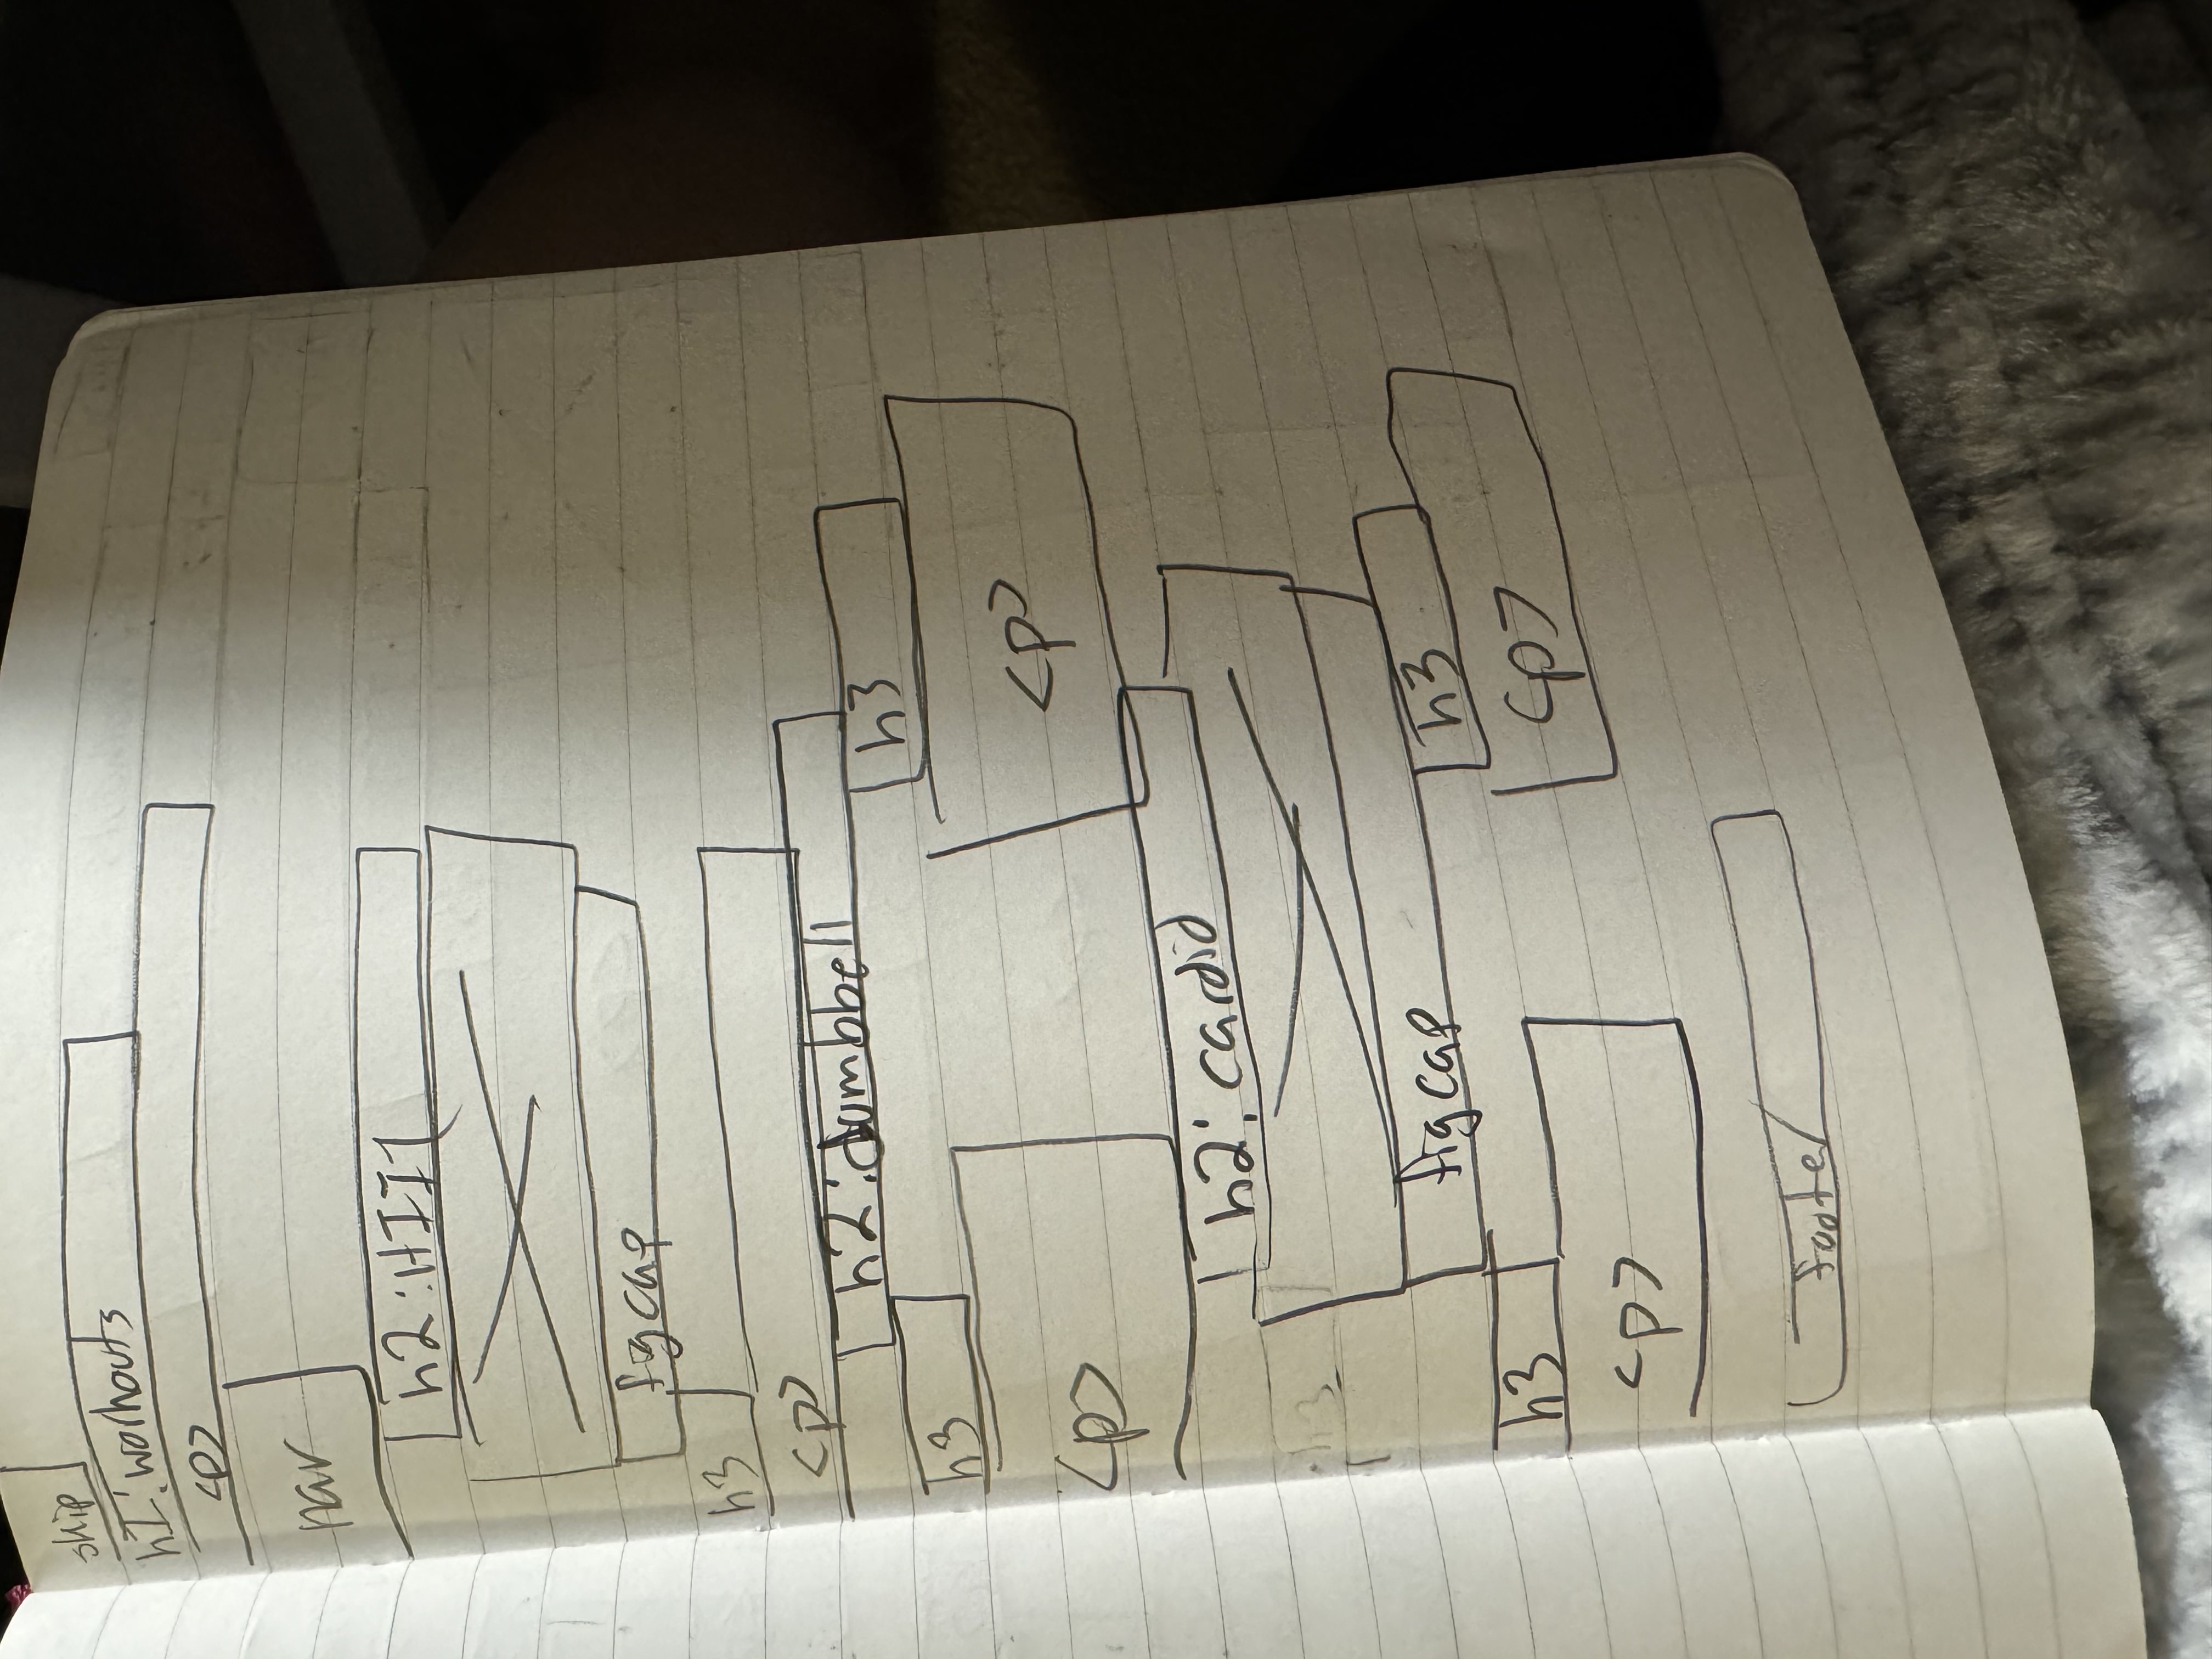 skip
h1: workouts
<p>
nav
h2: HIIT
figcap
h3
<p>
h2: dumbbell
h3
h3
<p>
<p>
h2: cardio
h3
figcap
h3
h3
<p>
<p>
footer